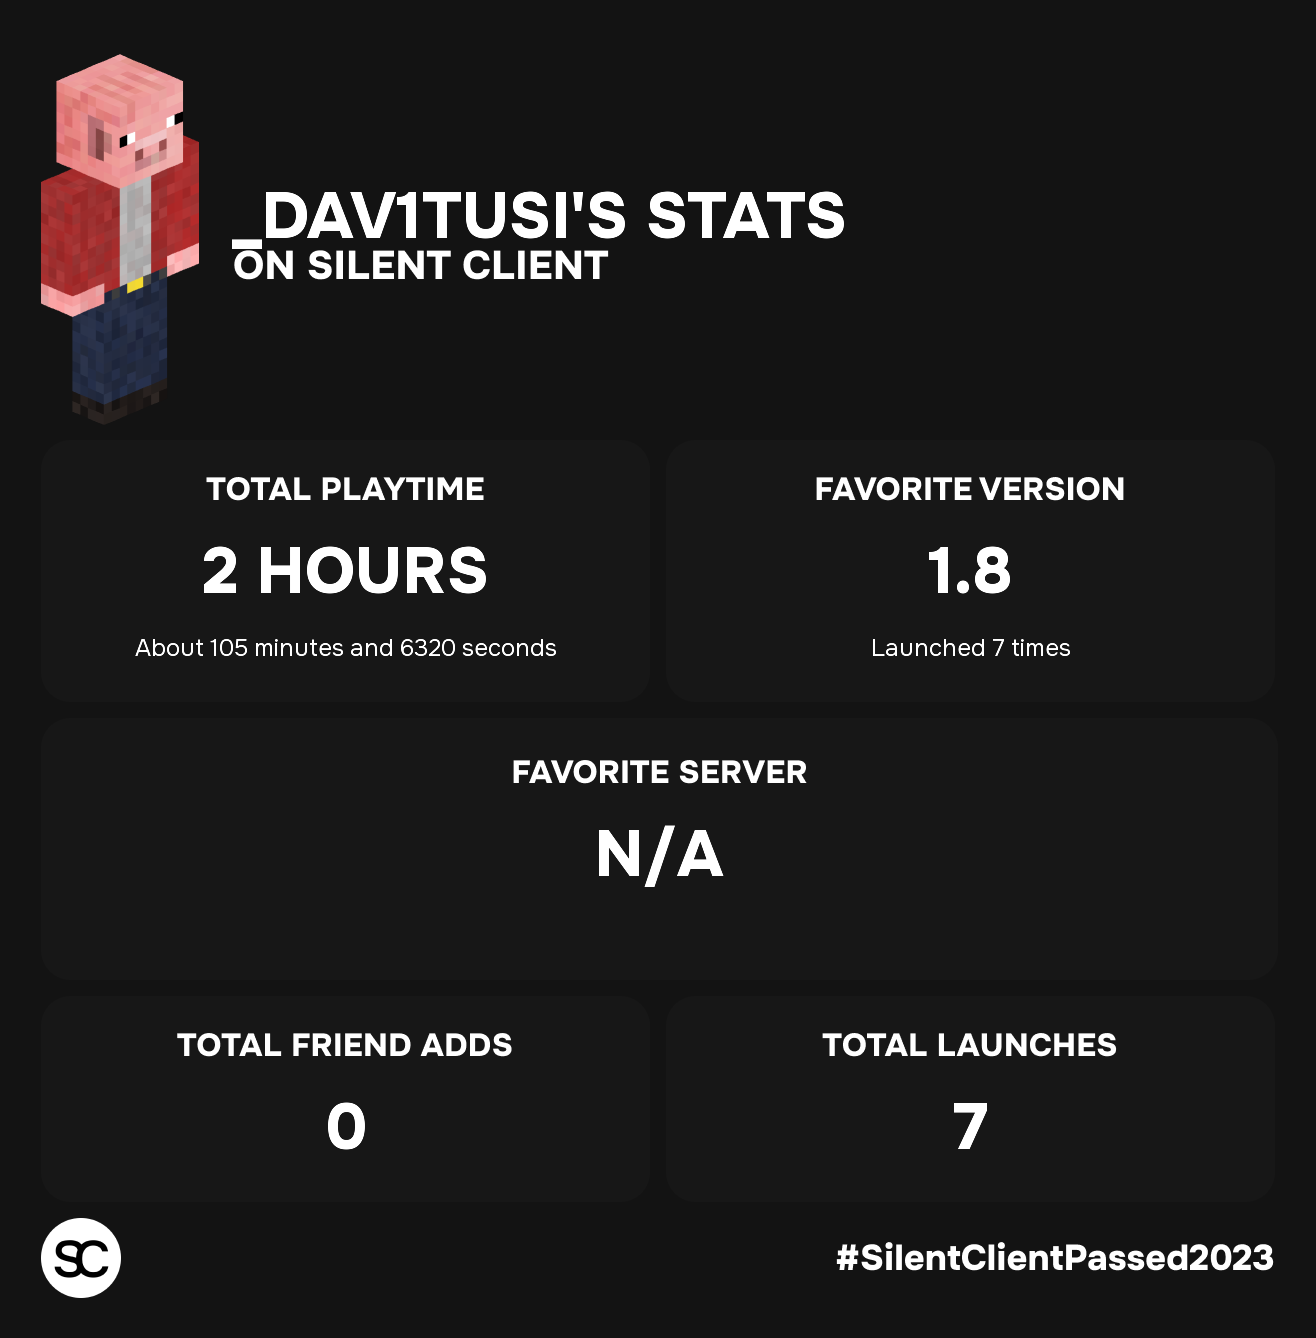 _DAV1TUSI'S STATS
ON SILENT CLIENT
TOTAL PLAYTIME
2 HOURS
About 105 minutes and 6320 seconds
FAVORITE VERSION
1.8
Launched 7 times
FAVORITE SERVER
N/A
TOTAL FRIEND ADDS
0
TOTAL LAUNCHES
7
SC
#SilentClientPassed2023